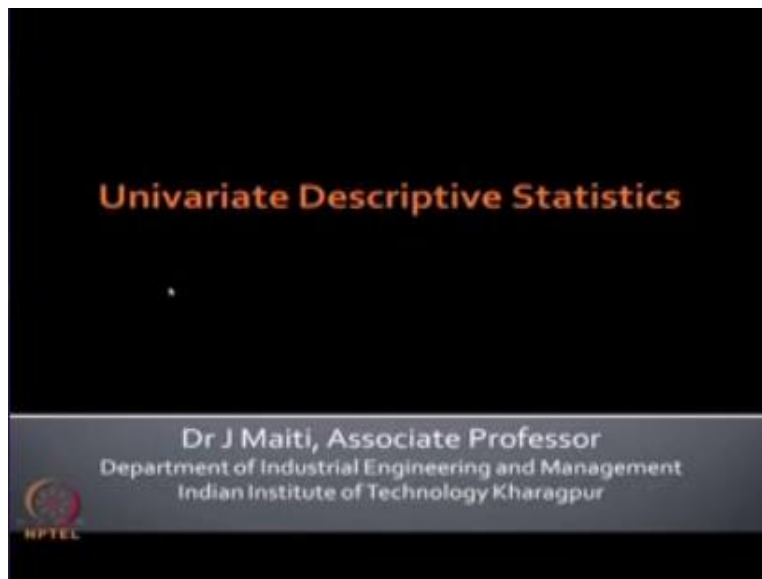 Univariate Descriptive Statistics
Dr J Maiti, Associate Professor
Department of Industrial Engineering and Management
Indian Institute of Technology Kharagpur
NPTEL